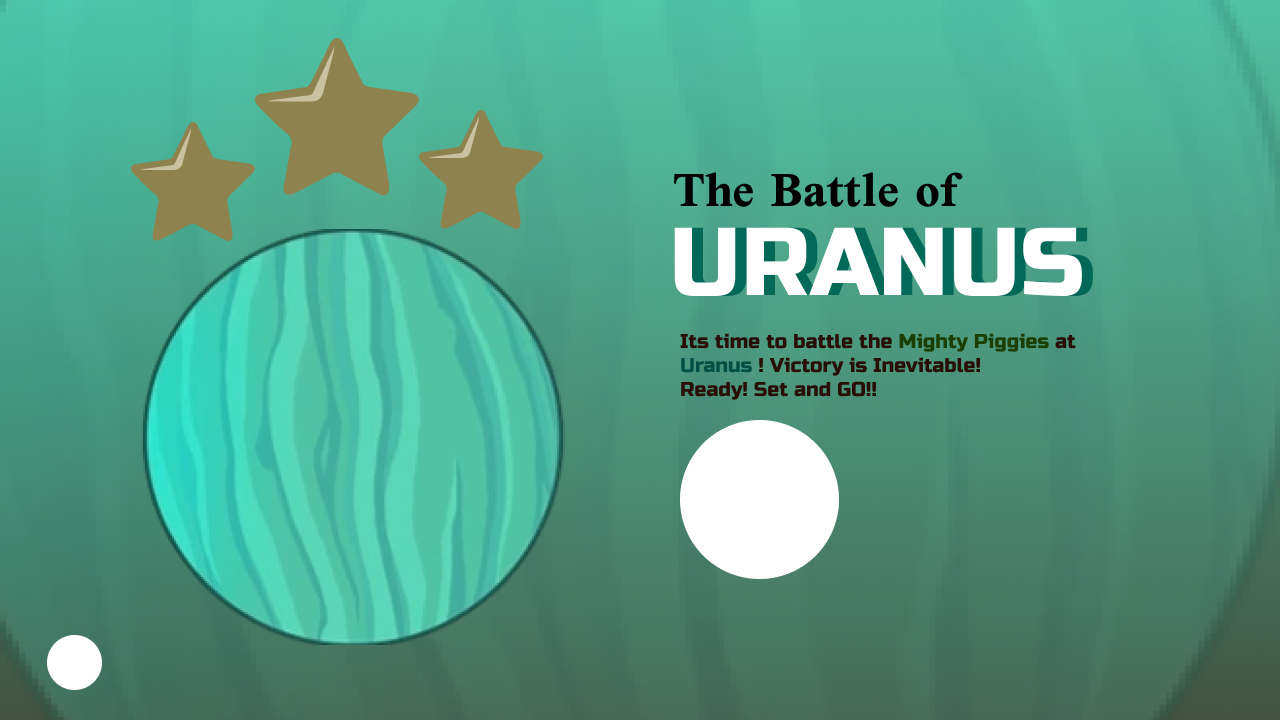 The Battle of
URANUS
Its time to battle the Mighty Piggies at
Uranus ! Victory is Inevitable!
Ready! Set and GO!!